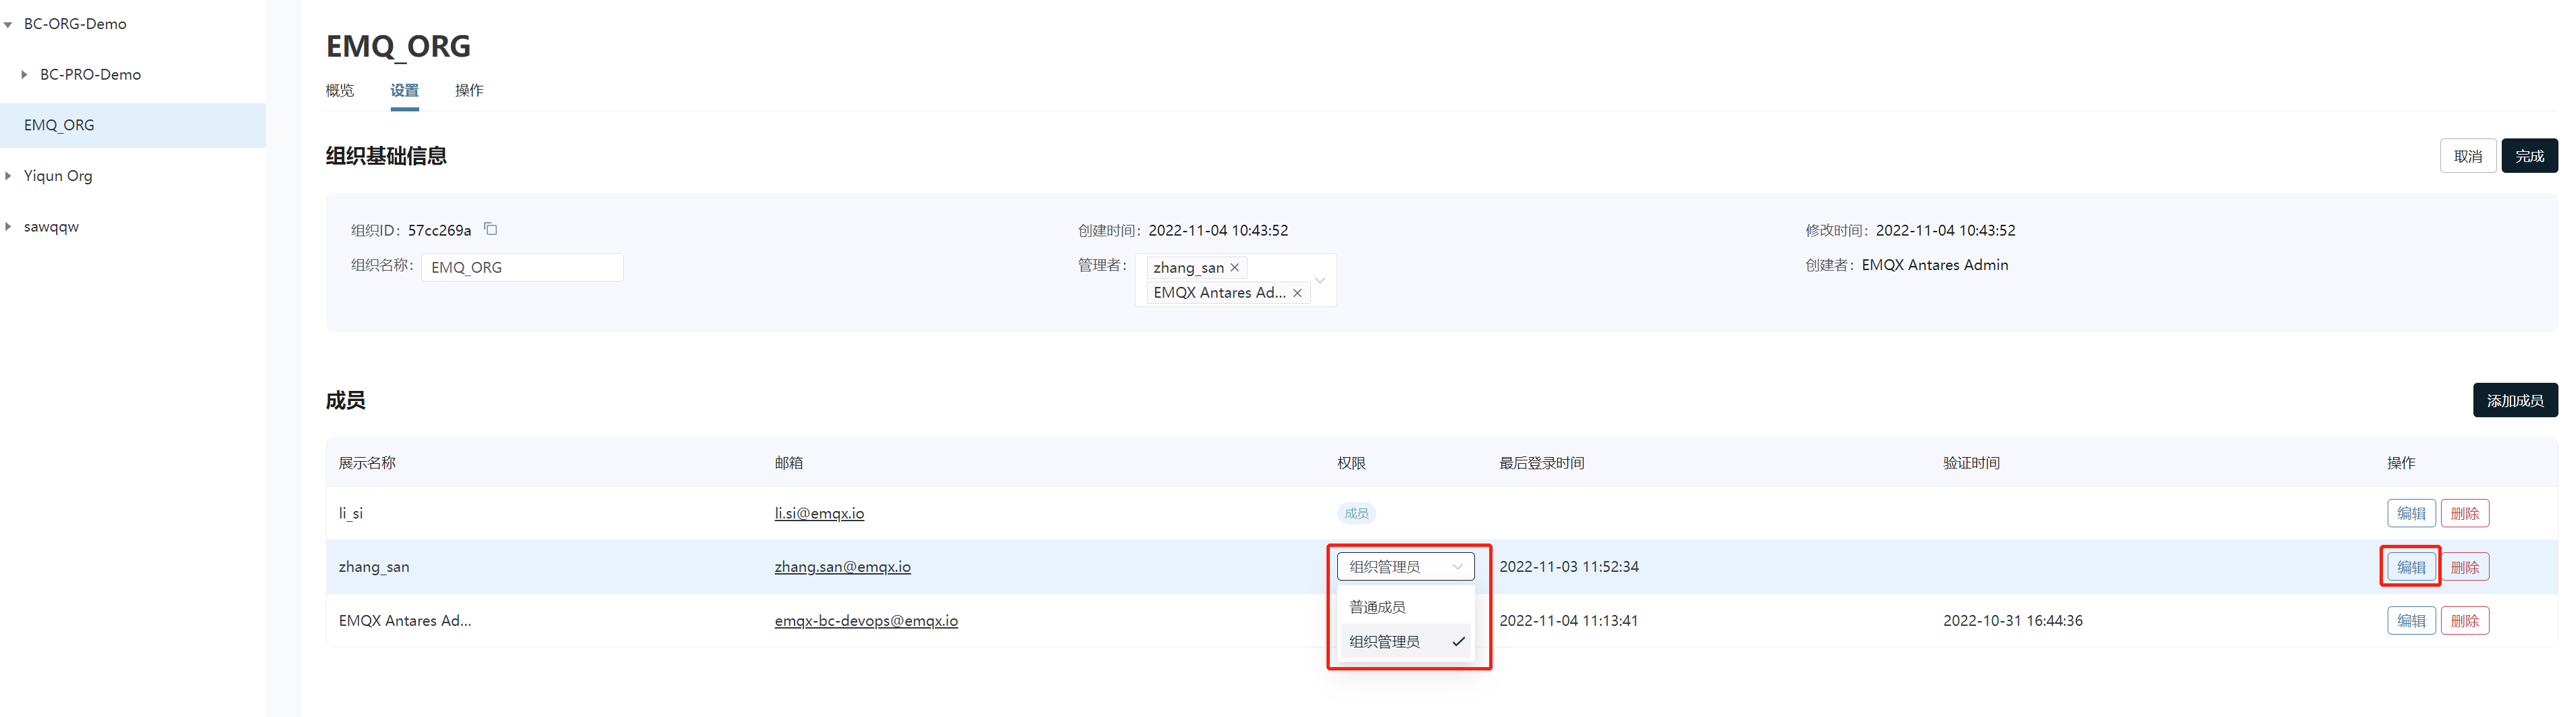 BC-ORG-Demo
BC-PRO-Demo
EMQ_ORG
Yiqun Org
sawqqw
EMQ_ORG
概览 设置 操作
组织基础信息
取消 完成
组织ID: 57cc269a 创建时间: 2022-11-04 10:43:52 修改时间: 2022-11-04 10:43:52
组织名称: EMQ_ORG 管理者: zhang_san 创建者: EMQX Antares Admin
EMQX Antares Ad...
成员
添加成员
展示名称 邮箱 权限 最后登录时间 验证时间 操作
li_si li.si@emqx.io 成员 编辑 删除
zhang_san zhang.san@emqx.io 组织管理员 2022-11-03 11:52:34 编辑 删除
普通成员
EMQX Antares Ad... emqx-bc-devops@emqx.io 2022-11-04 11:13:41 2022-10-31 16:44:36 编辑 删除
组织管理员